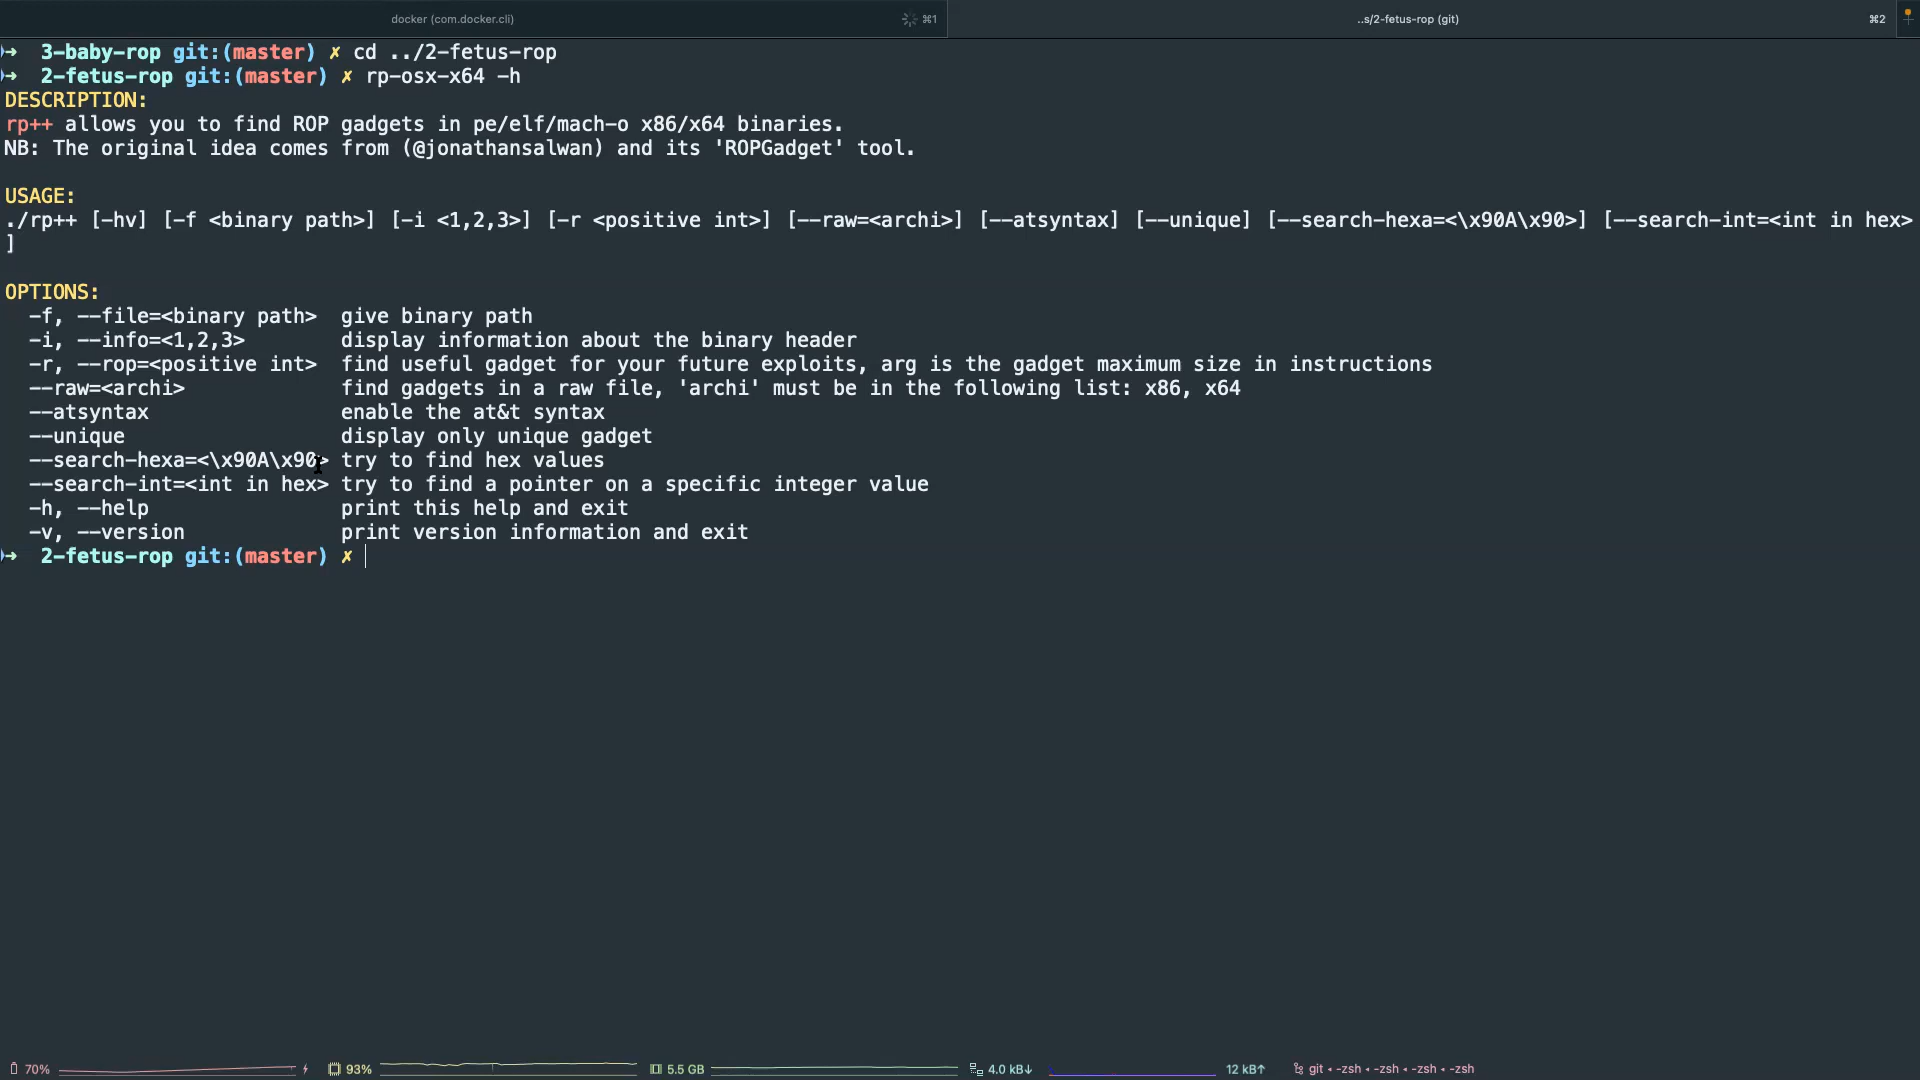 docker (com.docker.cli) ⌘1 ..s/2-fetus-rop (git) ⌘2
➜ 3-baby-rop git:(master) ✗ cd ../2-fetus-rop
➜ 2-fetus-rop git:(master) ✗ rp-osx-x64 -h
DESCRIPTION:
rp++ allows you to find ROP gadgets in pe/elf/mach-o x86/x64 binaries.
NB: The original idea comes from (@jonathansalwan) and its 'ROPGadget' tool.
USAGE:
./rp++ [-hv] [-f <binary path>] [-i <1,2,3>] [-r <positive int>] [--raw=<archi>] [--atsyntax] [--unique] [--search-hexa=<\x90A\x90>] [--search-int=<int in hex>
]
OPTIONS:
-f, --file=<binary path> give binary path
-i, --info=<1,2,3> display information about the binary header
-r, --rop=<positive int> find useful gadget for your future exploits, arg is the gadget maximum size in instructions
--raw=<archi> find gadgets in a raw file, 'archi' must be in the following list: x86, x64
--atsyntax enable the at&t syntax
--unique display only unique gadget
--search-hexa=<\x90A\x90> try to find hex values
--search-int=<int in hex> try to find a pointer on a specific integer value
-h, --help print this help and exit
-v, --version print version information and exit
➜ 2-fetus-rop git:(master) ✗
70% 93% 5.5 GB 4.0 kB↓ 12 kB↑ git ◂ -zsh ◂ -zsh ◂ -zsh ◂ -zsh